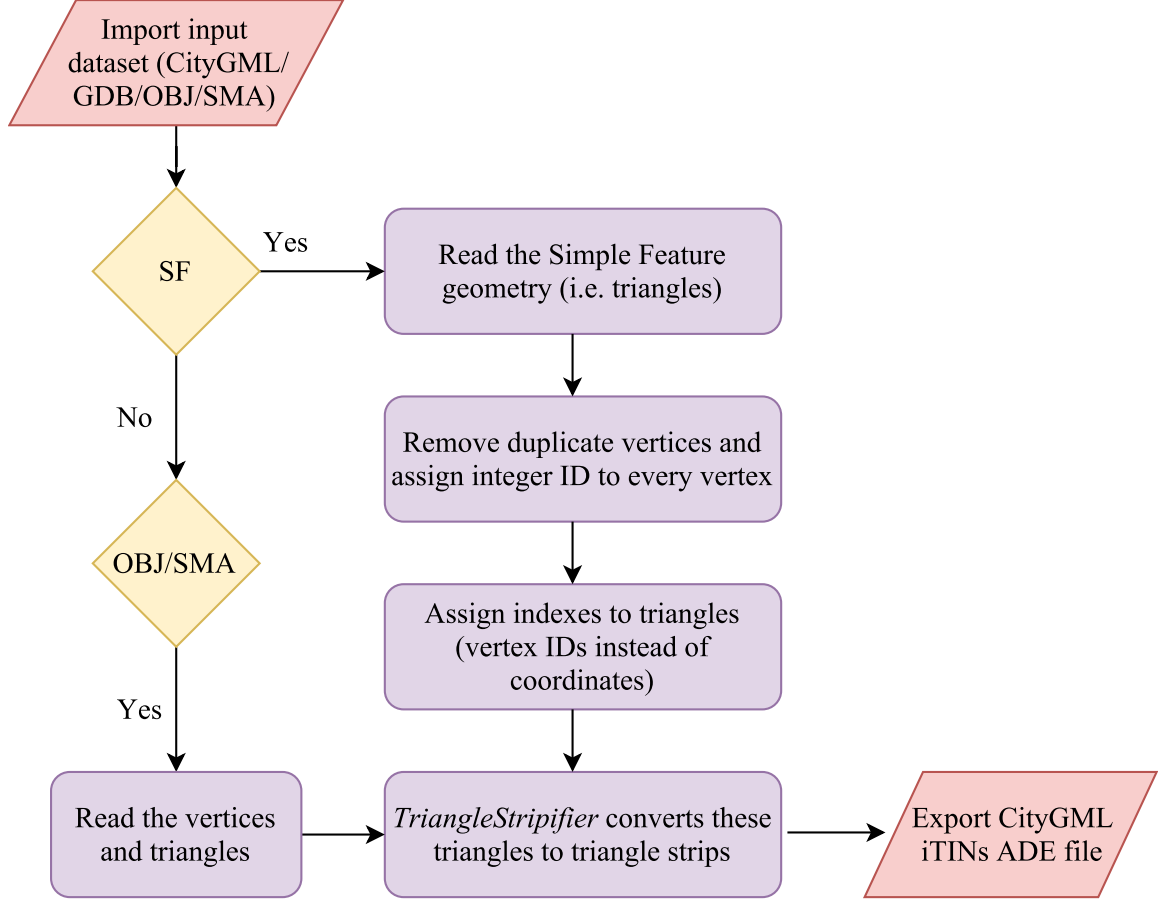 Import input
dataset (CityGML/
GDB/OBJ/SMA)
SF
Yes
Read the Simple Feature
geometry (i.e. triangles)
No
Remove duplicate vertices and
assign integer ID to every vertex
OBJ/SMA
Assign indexes to triangles
(vertex IDs instead of
coordinates)
Yes
Read the vertices
and triangles
TriangleStripifier converts these
triangles to triangle strips
Export CityGML
iTINs ADE file